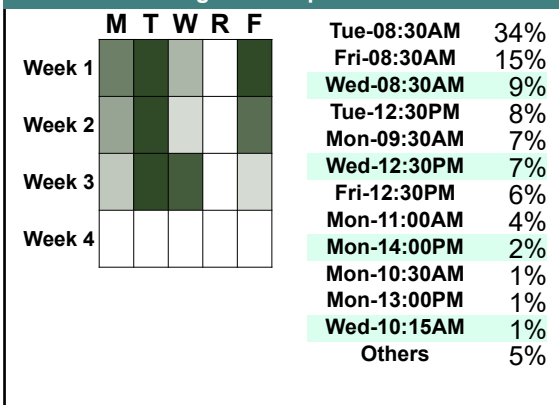 M T W R F
Week 1
Week 2
Week 3
Week 4
Tue-08:30AM 34%
Fri-08:30AM 15%
Wed-08:30AM 9%
Tue-12:30PM 8%
Mon-09:30AM 7%
Wed-12:30PM 7%
Fri-12:30PM 6%
Mon-11:00AM 4%
Mon-14:00PM 2%
Mon-10:30AM 1%
Mon-13:00PM 1%
Wed-10:15AM 1%
Others 5%